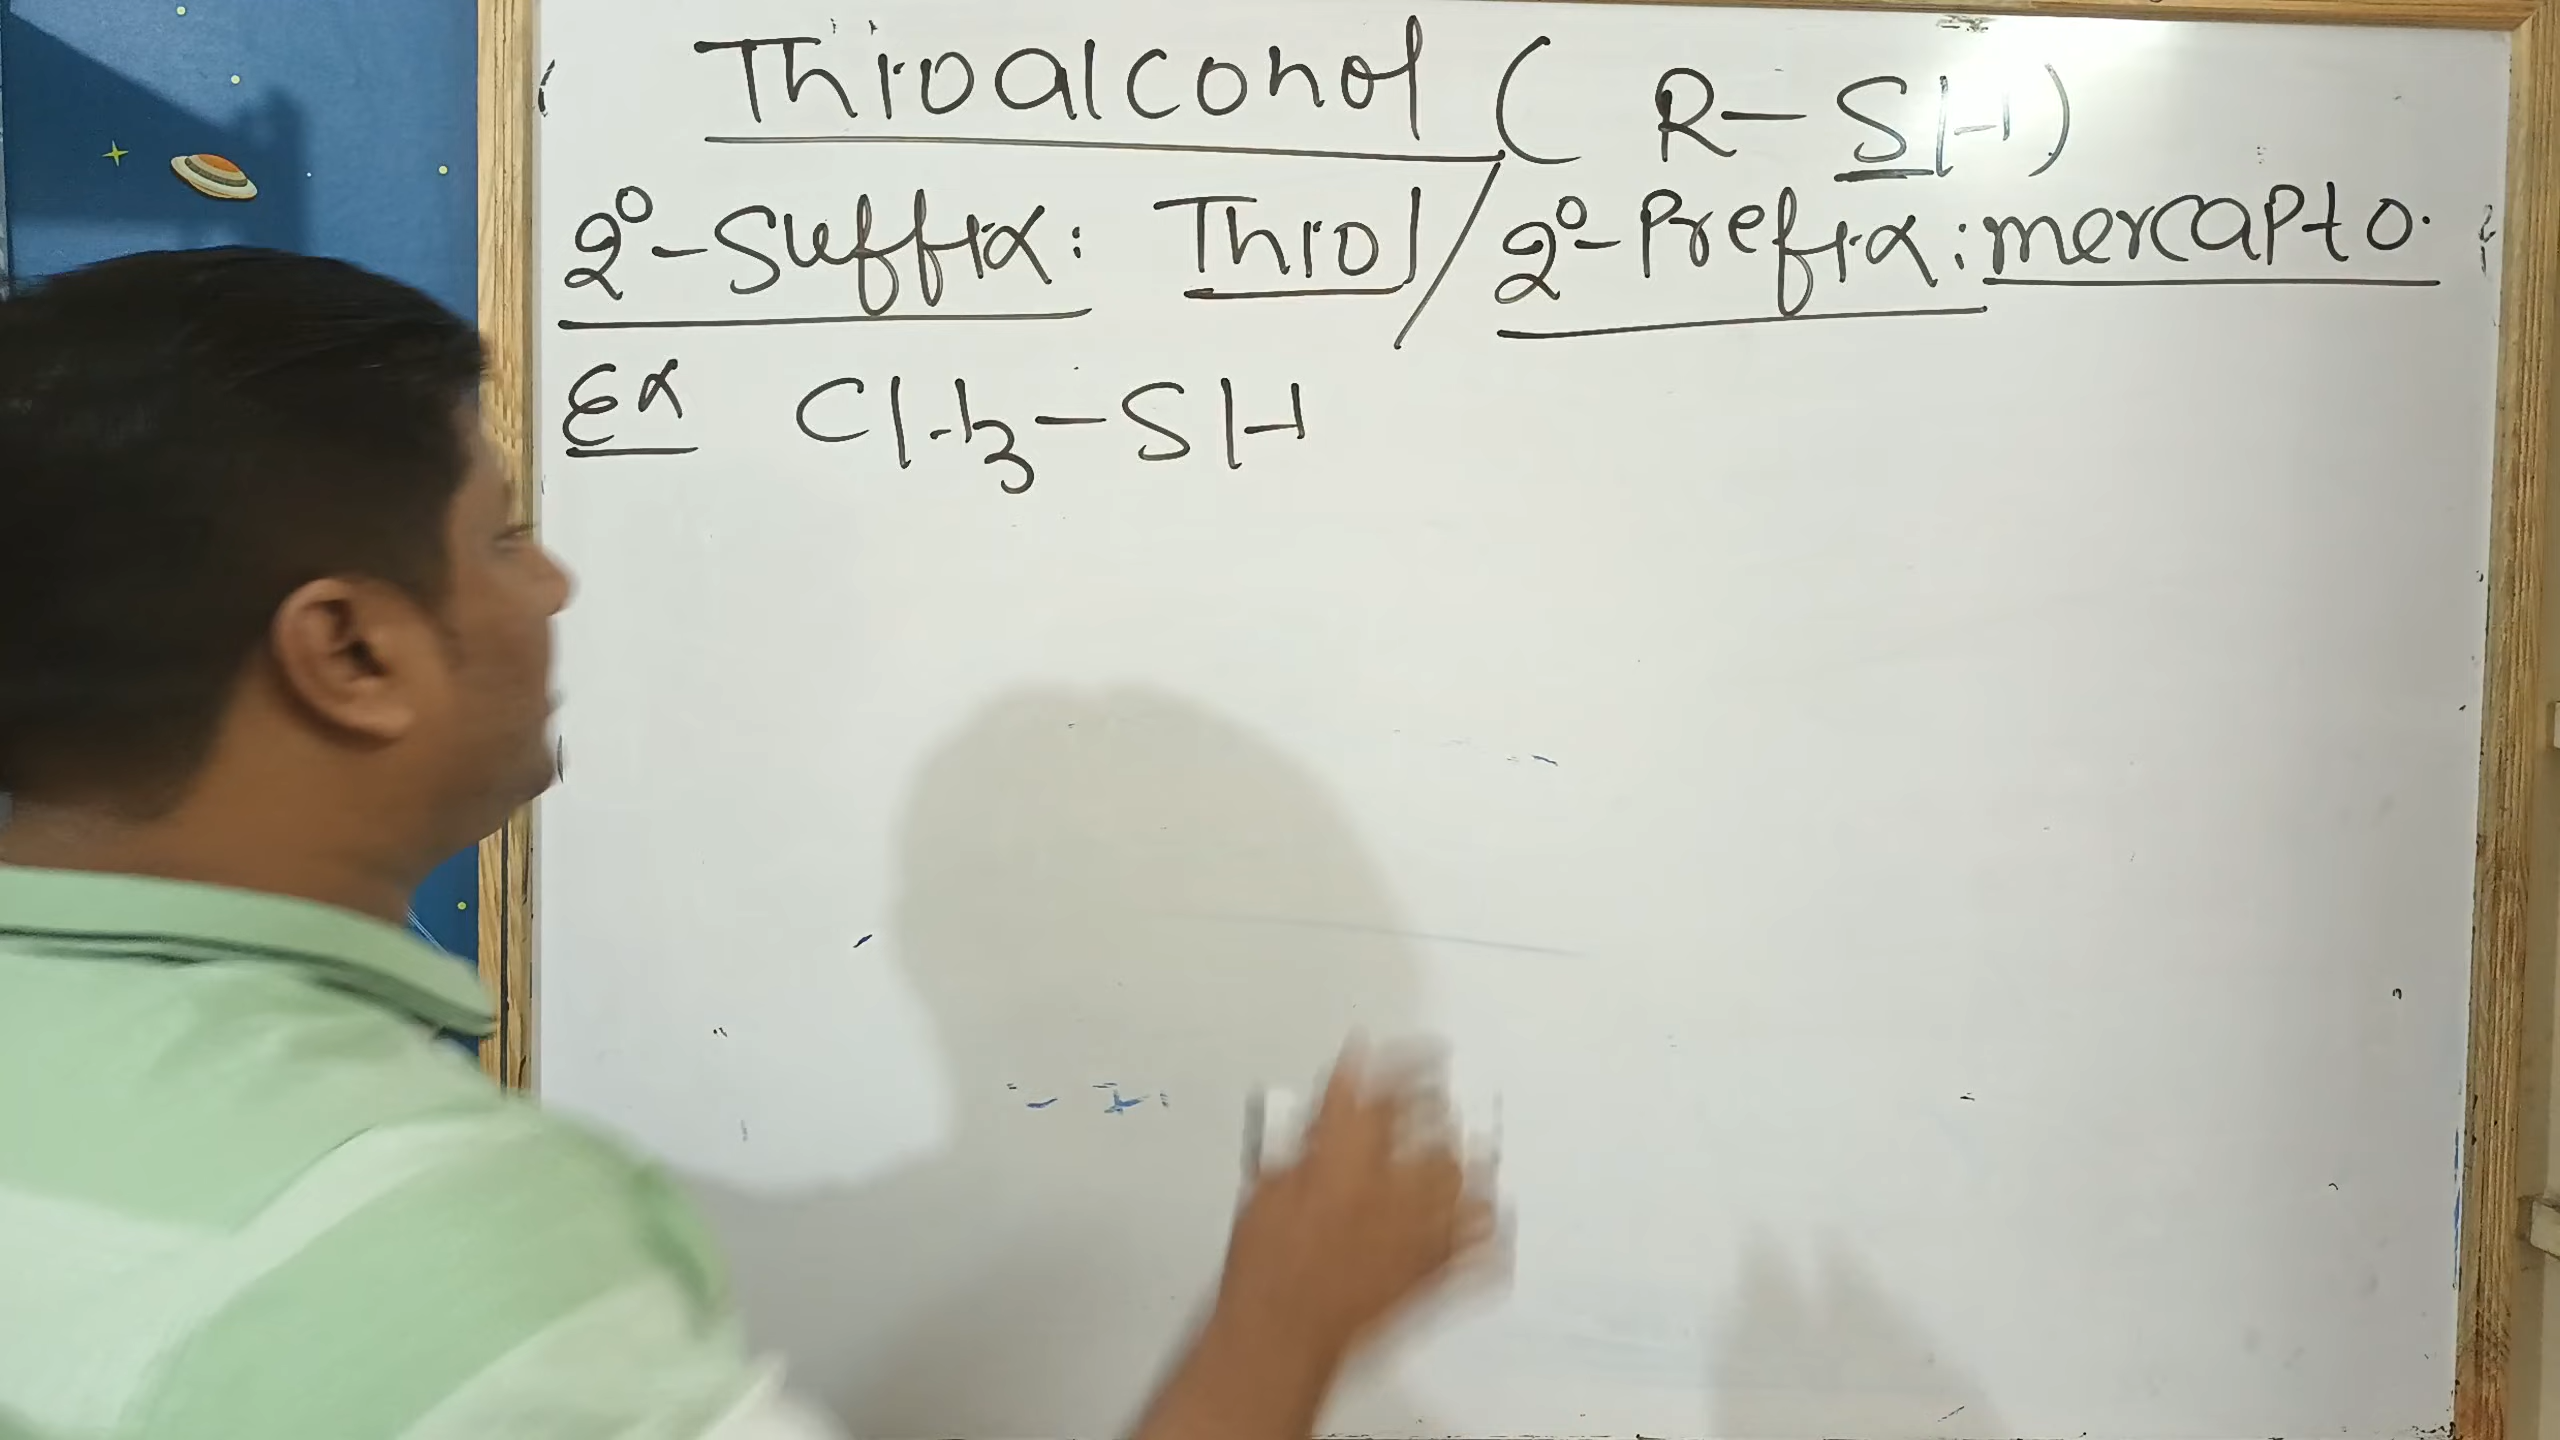 Thioalcohol ( R-SH )
2°-Suffix: Thiol / 2°-Prefix: mercapto.
Ex CH3-SH